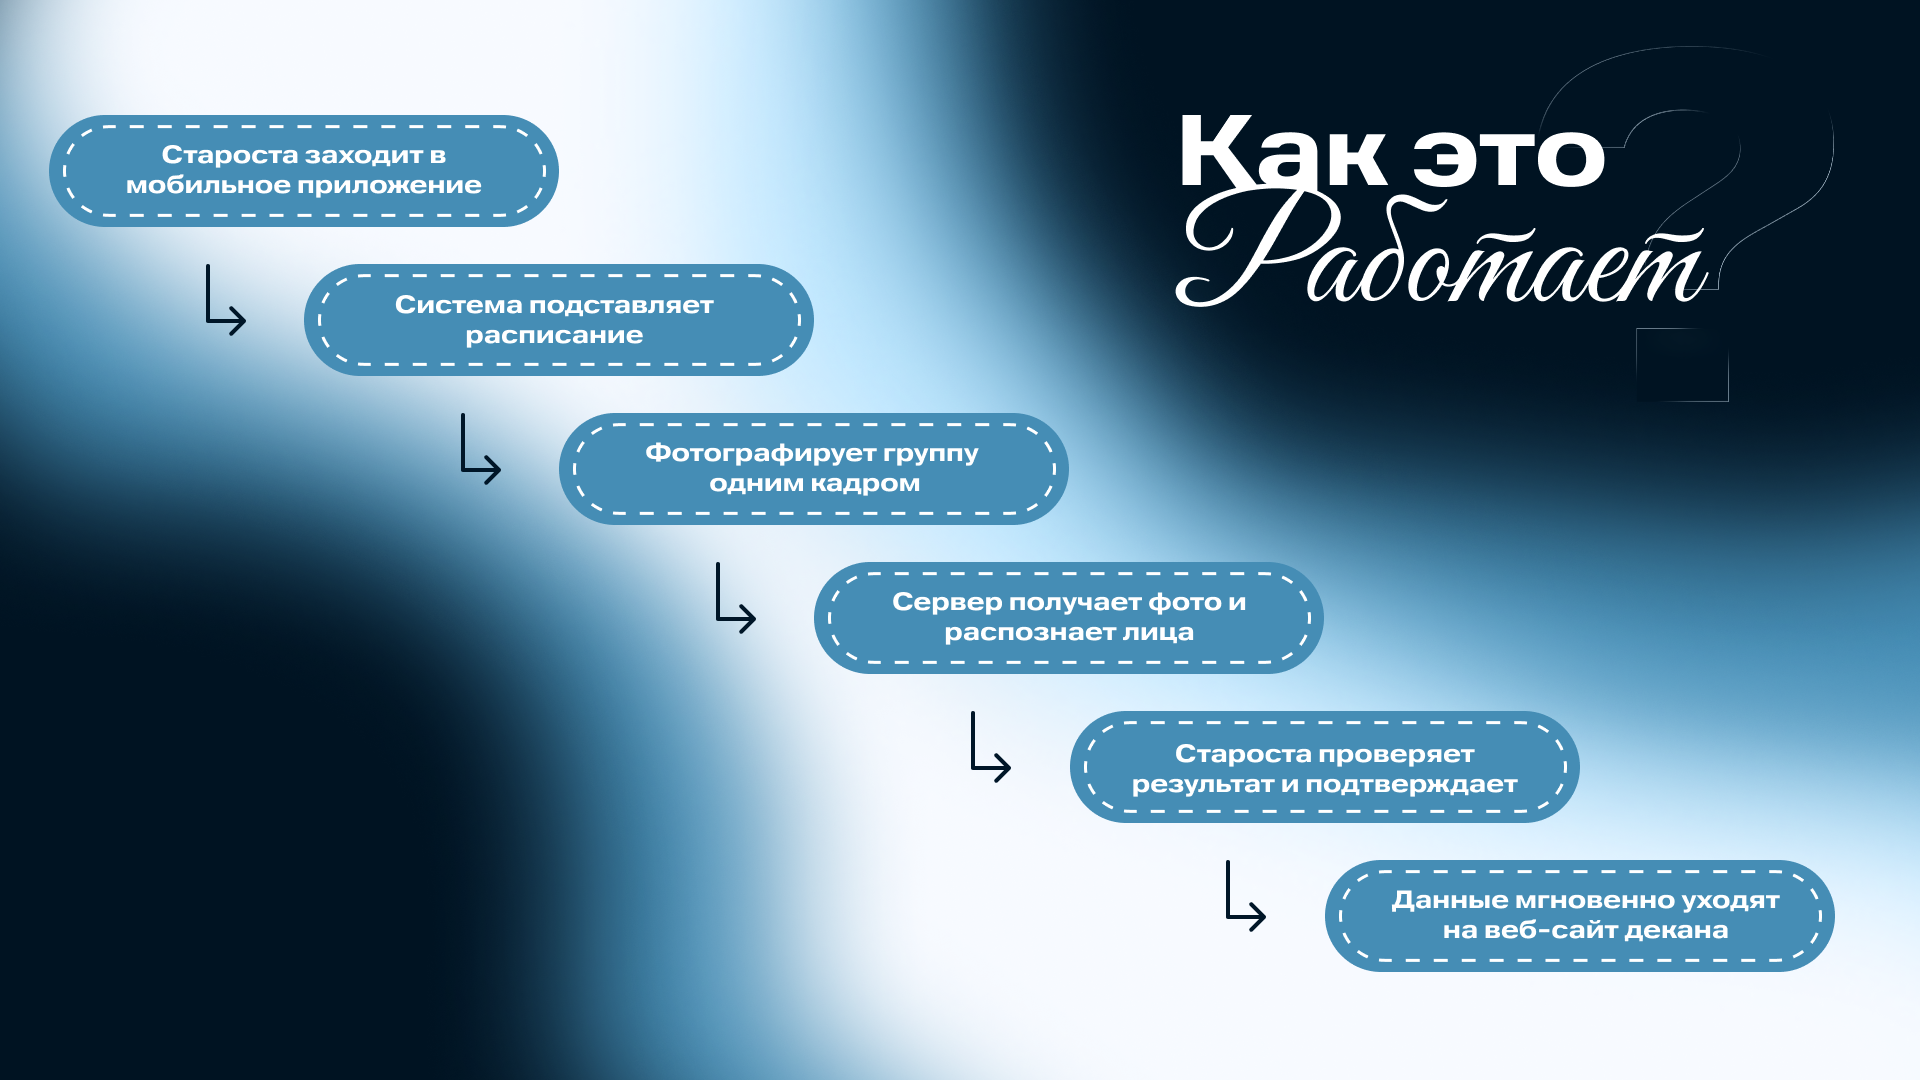 Как это
Работает
?
Староста заходит в
мобильное приложение
Система подставляет
расписание
Фотографирует группу
одним кадром
Сервер получает фото и
распознает лица
Староста проверяет
результат и подтверждает
Данные мгновенно уходят
на веб-сайт декана